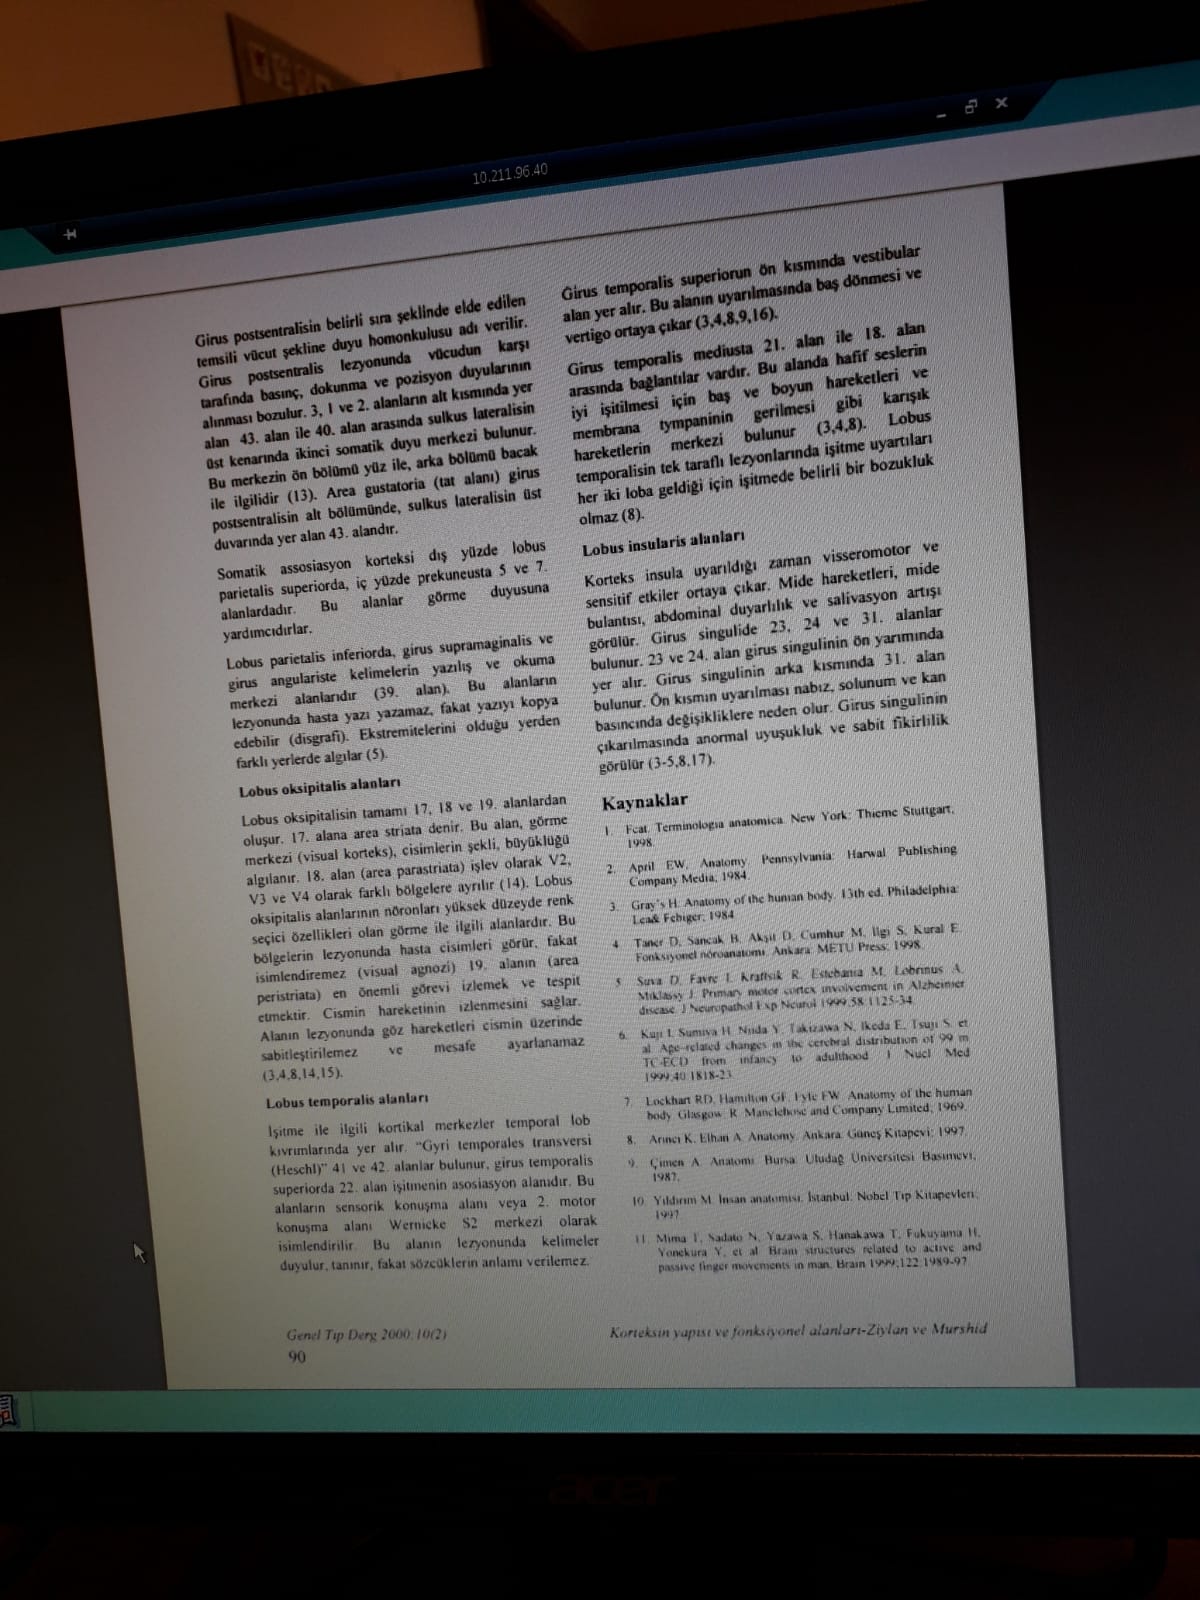 10.211.96.40
Girus postsentralisin belirli sıra şeklinde elde edilen
temsili vücut şekline duyu homonkulusu adı verilir.
Girus postsentralis lezyonunda vücudun karşı
tarafında basınç, dokunma ve pozisyon duyularının
alınması bozulur. 3, 1 ve 2. alanların alt kısmında yer
alan 43. alan ile 40. alan arasında sulkus lateralisin
üst kenarında ikinci somatik duyu merkezi bulunur.
Bu merkezin ön bölümü yüz ile, arka bölümü bacak
ile ilgilidir (13). Area gustatoria (tat alanı) girus
postsentralisin alt bölümünde, sulkus lateralisin üst
duvarında yer alan 43. alandır.
Somatik assosiasyon korteksi dış yüzde lobus
parietalis superiorda, iç yüzde prekuneusta 5 ve 7.
alanlardadır. Bu alanlar görme duyusuna
yardımcıdırlar.
Lobus parietalis inferiorda, girus supramaginalis ve
girus angulariste kelimelerin yazılış ve okuma
merkezi alanlarıdır (39. alan). Bu alanların
lezyonunda hasta yazı yazamaz, fakat yazıyı kopya
edebilir (disgrafi). Ekstremitelerini olduğu yerden
farklı yerlerde algılar (5).
Lobus oksipitalis alanları
Lobus oksipitalisin tamamı 17, 18 ve 19. alanlardan
oluşur. 17. alana area striata denir. Bu alan, görme
merkezi (visual korteks), cisimlerin şekli, büyüklüğü
algılanır. 18. alan (area parastriata) işlev olarak V2,
V3 ve V4 olarak farklı bölgelere ayrılır (14). Lobus
oksipitalis alanlarının nöronları yüksek düzeyde renk
seçici özellikleri olan görme ile ilgili alanlardır. Bu
bölgelerin lezyonunda hasta cisimleri görür, fakat
isimlendiremez (visual agnozi) 19. alanın (area
peristriata) en önemli görevi izlemek ve tespit
etmektir. Cismin hareketinin izlenmesini sağlar.
Alanın lezyonunda göz hareketleri cismin üzerinde
sabitleştirilemez ve mesafe ayarlanamaz
(3,4,8,14,15).
Lobus temporalis alanları
İşitme ile ilgili kortikal merkezler temporal lob
kıvrımlarında yer alır. "Gyri temporales transversi
(Heschl)" 41 ve 42. alanlar bulunur, girus temporalis
superiorda 22. alan işitmenin asosiasyon alanıdır. Bu
alanların sensorik konuşma alanı veya 2. motor
konuşma alanı Wernicke S2 merkezi olarak
isimlendirilir. Bu alanın lezyonunda kelimeler
duyulur, tanınır, fakat sözcüklerin anlamı verilemez.
Girus temporalis superiorun ön kısmında vestibular
alan yer alır. Bu alanın uyarılmasında baş dönmesi ve
vertigo ortaya çıkar (3,4,8,9,16).
Girus temporalis mediusta 21. alan ile 18. alan
arasında bağlantılar vardır. Bu alanda hafif seslerin
iyi işitilmesi için baş ve boyun hareketleri ve
membrana tympaninin gerilmesi gibi karışık
hareketlerin merkezi bulunur (3,4,8). Lobus
temporalisin tek taraflı lezyonlarında işitme uyartıları
her iki loba geldiği için işitmede belirli bir bozukluk
olmaz (8).
Lobus insularis alanları
Korteks insula uyarıldığı zaman visseromotor ve
sensitif etkiler ortaya çıkar. Mide hareketleri, mide
bulantısı, abdominal duyarlılık ve salivasyon artışı
görülür. Girus singulide 23, 24 ve 31. alanlar
bulunur. 23 ve 24. alan girus singulinin ön yarımında
yer alır. Girus singulinin arka kısmında 31. alan
bulunur. Ön kısmın uyarılması nabız, solunum ve kan
basıncında değişikliklere neden olur. Girus singulinin
çıkarılmasında anormal uyuşukluk ve sabit fikirlilik
görülür (3-5,8,17).
Kaynaklar
1. Fcat. Terminologia anatomica. New York: Thieme Stuttgart,
1998.
2. April EW. Anatomy. Pennsylvania: Harwal Publishing
Company Media; 1984.
3. Gray's H. Anatomy of the human body. 13th ed. Philadelphia:
Lea& Febiger; 1984
4. Taner D, Sancak B, Akşit D, Cumhur M, Ilgi S, Kural E.
Fonksiyonel nöroanatomi. Ankara: METU Press; 1998.
5. Suva D, Favre I, Kraftsik R, Estebania M, Lobrinus A,
Miklassy J. Primary motor cortex involvement in Alzheimer
disease. J Neuropathol Exp Neurol 1999;58:1125-34.
6. Kuji I, Sumiya H, Niida Y, Takizawa N, Ikeda E, Tsuji S, et
al. Age-related changes in the cerebral distribution of 99 m
TC-ECD from infancy to adulthood. J Nucl Med
1999;40:1818-23.
7. Lockhart RD, Hamilton GF, Fyfe FW. Anatomy of the human
body. Glasgow: R. Manclehose and Company Limited; 1969.
8. Arıncı K, Elhan A. Anatomy. Ankara: Güneş Kitapevi; 1997.
9. Çimen A. Anatomi. Bursa: Uludağ Üniversitesi Basımevi,
1987.
10. Yıldırım M. İnsan anatomisi. İstanbul: Nobel Tıp Kitapevleri;
1997.
11. Mima T, Sadato N, Yazawa S, Hanakawa T, Fukuyama H,
Yonekura Y, et al. Brain structures related to active and
passive finger movements in man. Brain 1999;122:1989-97.
Genel Tıp Derg 2000;10(2)
Korteksin yapısı ve fonksiyonel alanları-Ziylan ve Murshid
90
acer